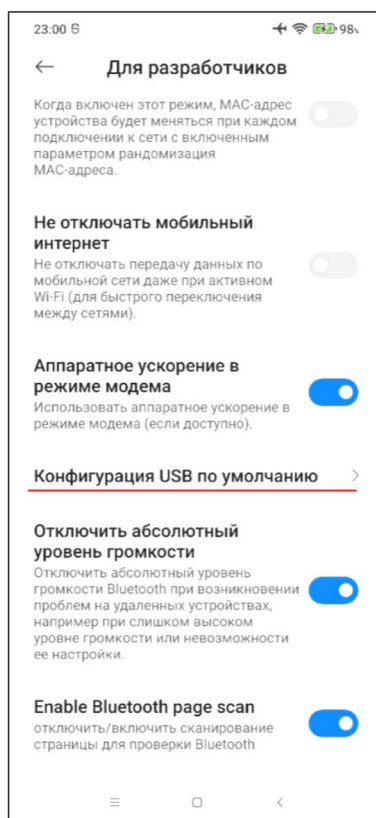 23:00
98%
Для разработчиков
Когда включен этот режим, MAC-адрес
устройства будет меняться при каждом
подключении к сети с включенным
параметром рандомизация
MAC-адреса.
Не отключать мобильный
интернет
Не отключать передачу данных по
мобильной сети даже при активном
Wi-Fi (для быстрого переключения
между сетями).
Аппаратное ускорение в
режиме модема
Использовать аппаратное ускорение в
режиме модема (если доступно).
Конфигурация USB по умолчанию
Отключить абсолютный
уровень громкости
Отключить абсолютный уровень
громкости Bluetooth при возникновении
проблем на удаленных устройствах,
например при слишком высоком
уровне громкости или невозможности
ее настройки.
Enable Bluetooth page scan
отключить/включить сканирование
страницы для проверки Bluetooth